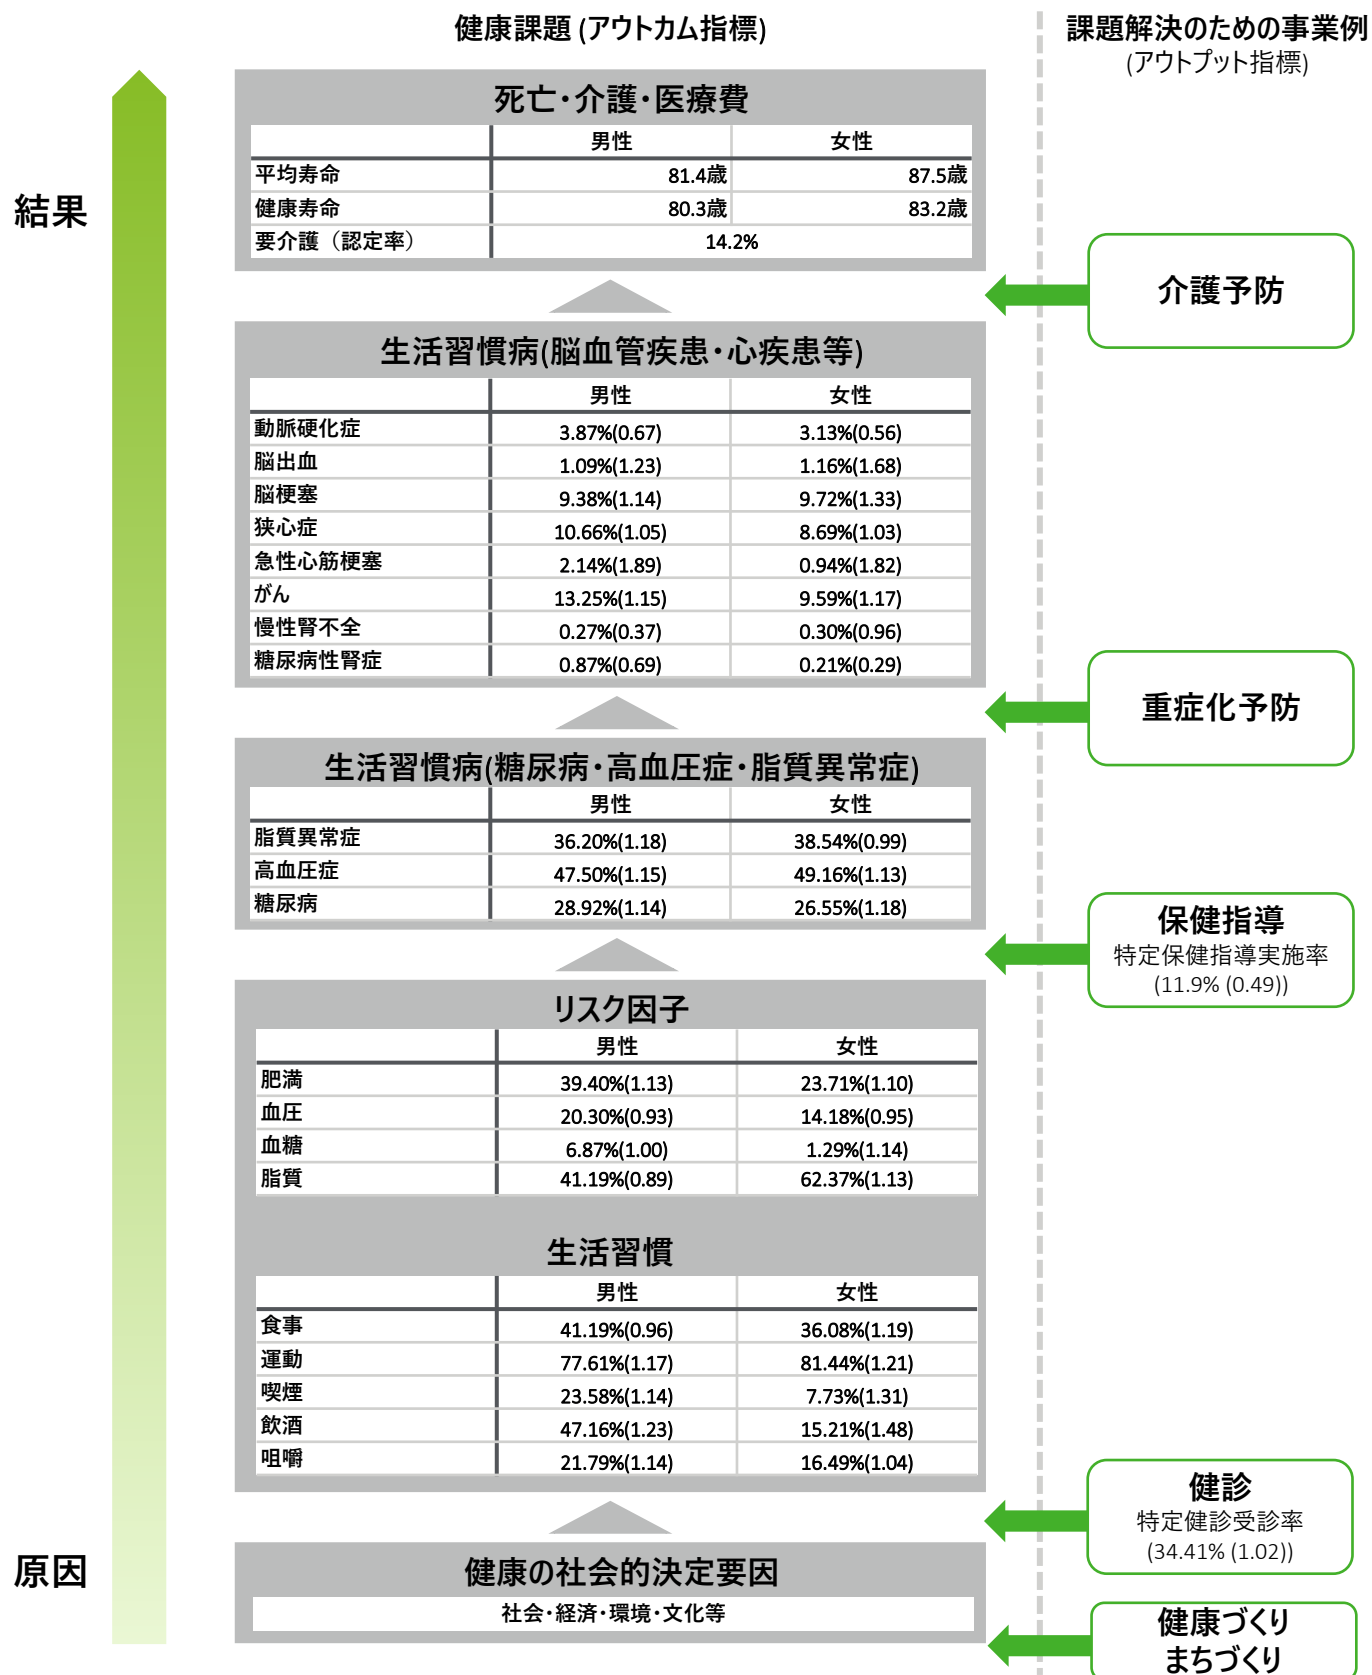 健康課題 (アウトカム指標)
課題解決のための事業例
(アウトプット指標)
結果
死亡・介護・医療費
男性 女性
平均寿命 81.4歳 87.5歳
健康寿命 80.3歳 83.2歳
要介護（認定率） 14.2%
介護予防
生活習慣病(脳血管疾患・心疾患等)
男性 女性
動脈硬化症 3.87%(0.67) 3.13%(0.56)
脳出血 1.09%(1.23) 1.16%(1.68)
脳梗塞 9.38%(1.14) 9.72%(1.33)
狭心症 10.66%(1.05) 8.69%(1.03)
急性心筋梗塞 2.14%(1.89) 0.94%(1.82)
がん 13.25%(1.15) 9.59%(1.17)
慢性腎不全 0.27%(0.37) 0.30%(0.96)
糖尿病性腎症 0.87%(0.69) 0.21%(0.29)
重症化予防
生活習慣病(糖尿病・高血圧症・脂質異常症)
男性 女性
脂質異常症 36.20%(1.18) 38.54%(0.99)
高血圧症 47.50%(1.15) 49.16%(1.13)
糖尿病 28.92%(1.14) 26.55%(1.18)
保健指導
特定保健指導実施率
(11.9% (0.49))
リスク因子
男性 女性
肥満 39.40%(1.13) 23.71%(1.10)
血圧 20.30%(0.93) 14.18%(0.95)
血糖 6.87%(1.00) 1.29%(1.14)
脂質 41.19%(0.89) 62.37%(1.13)
生活習慣
男性 女性
食事 41.19%(0.96) 36.08%(1.19)
運動 77.61%(1.17) 81.44%(1.21)
喫煙 23.58%(1.14) 7.73%(1.31)
飲酒 47.16%(1.23) 15.21%(1.48)
咀嚼 21.79%(1.14) 16.49%(1.04)
健診
特定健診受診率
(34.41% (1.02))
原因
健康の社会的決定要因
社会・経済・環境・文化等
健康づくり
まちづくり